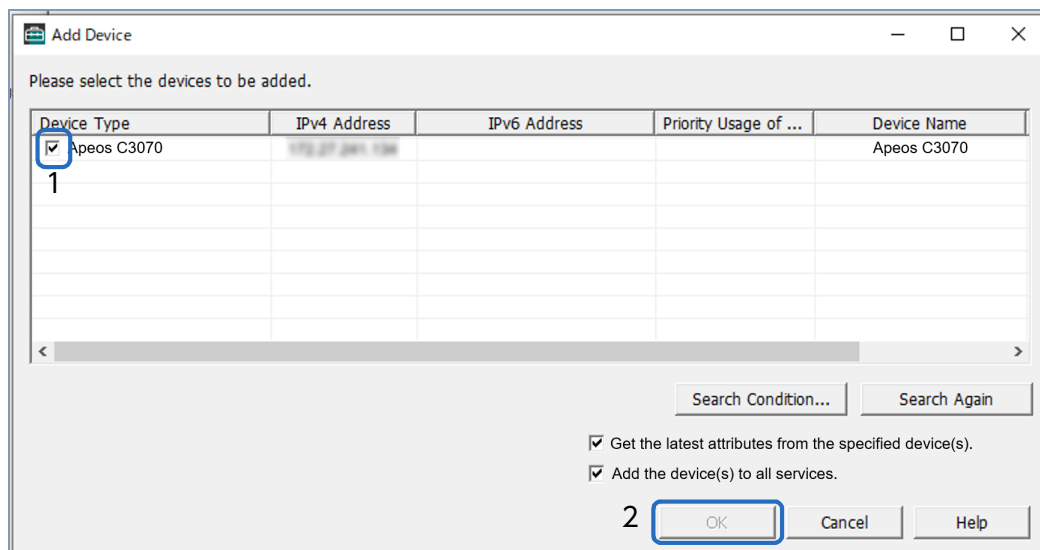 Add Device
Please select the devices to be added.
Device Type IPv4 Address IPv6 Address Priority Usage of ... Device Name
Apeos C3070 Apeos C3070
1
Search Condition... Search Again
Get the latest attributes from the specified device(s).
Add the device(s) to all services.
2 OK Cancel Help